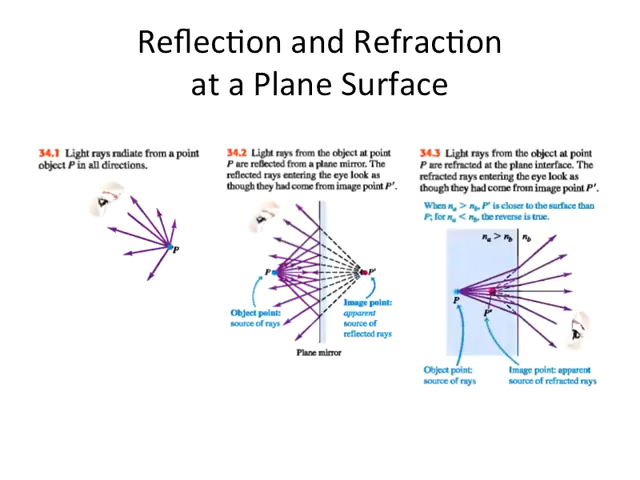 Reflection and Refraction
at a Plane Surface
34.1 Light rays radiate from a point
object P in all directions.
P
34.2 Light rays from the object at point
P are reflected from a plane mirror. The
reflected rays entering the eye look as
though they had come from image point P'.
P
P'
Object point:
source of rays
Image point:
apparent
source of
reflected rays
Plane mirror
34.3 Light rays from the object at point
P are refracted at the plane interface. The
refracted rays entering the eye look as
though they had come from image point P'.
When nₐ > n_b, P' is closer to the surface than
P; for nₐ < n_b, the reverse is true.
nₐ > n_b
n_b
P
P'
Object point:
source of rays
Image point: apparent
source of refracted rays